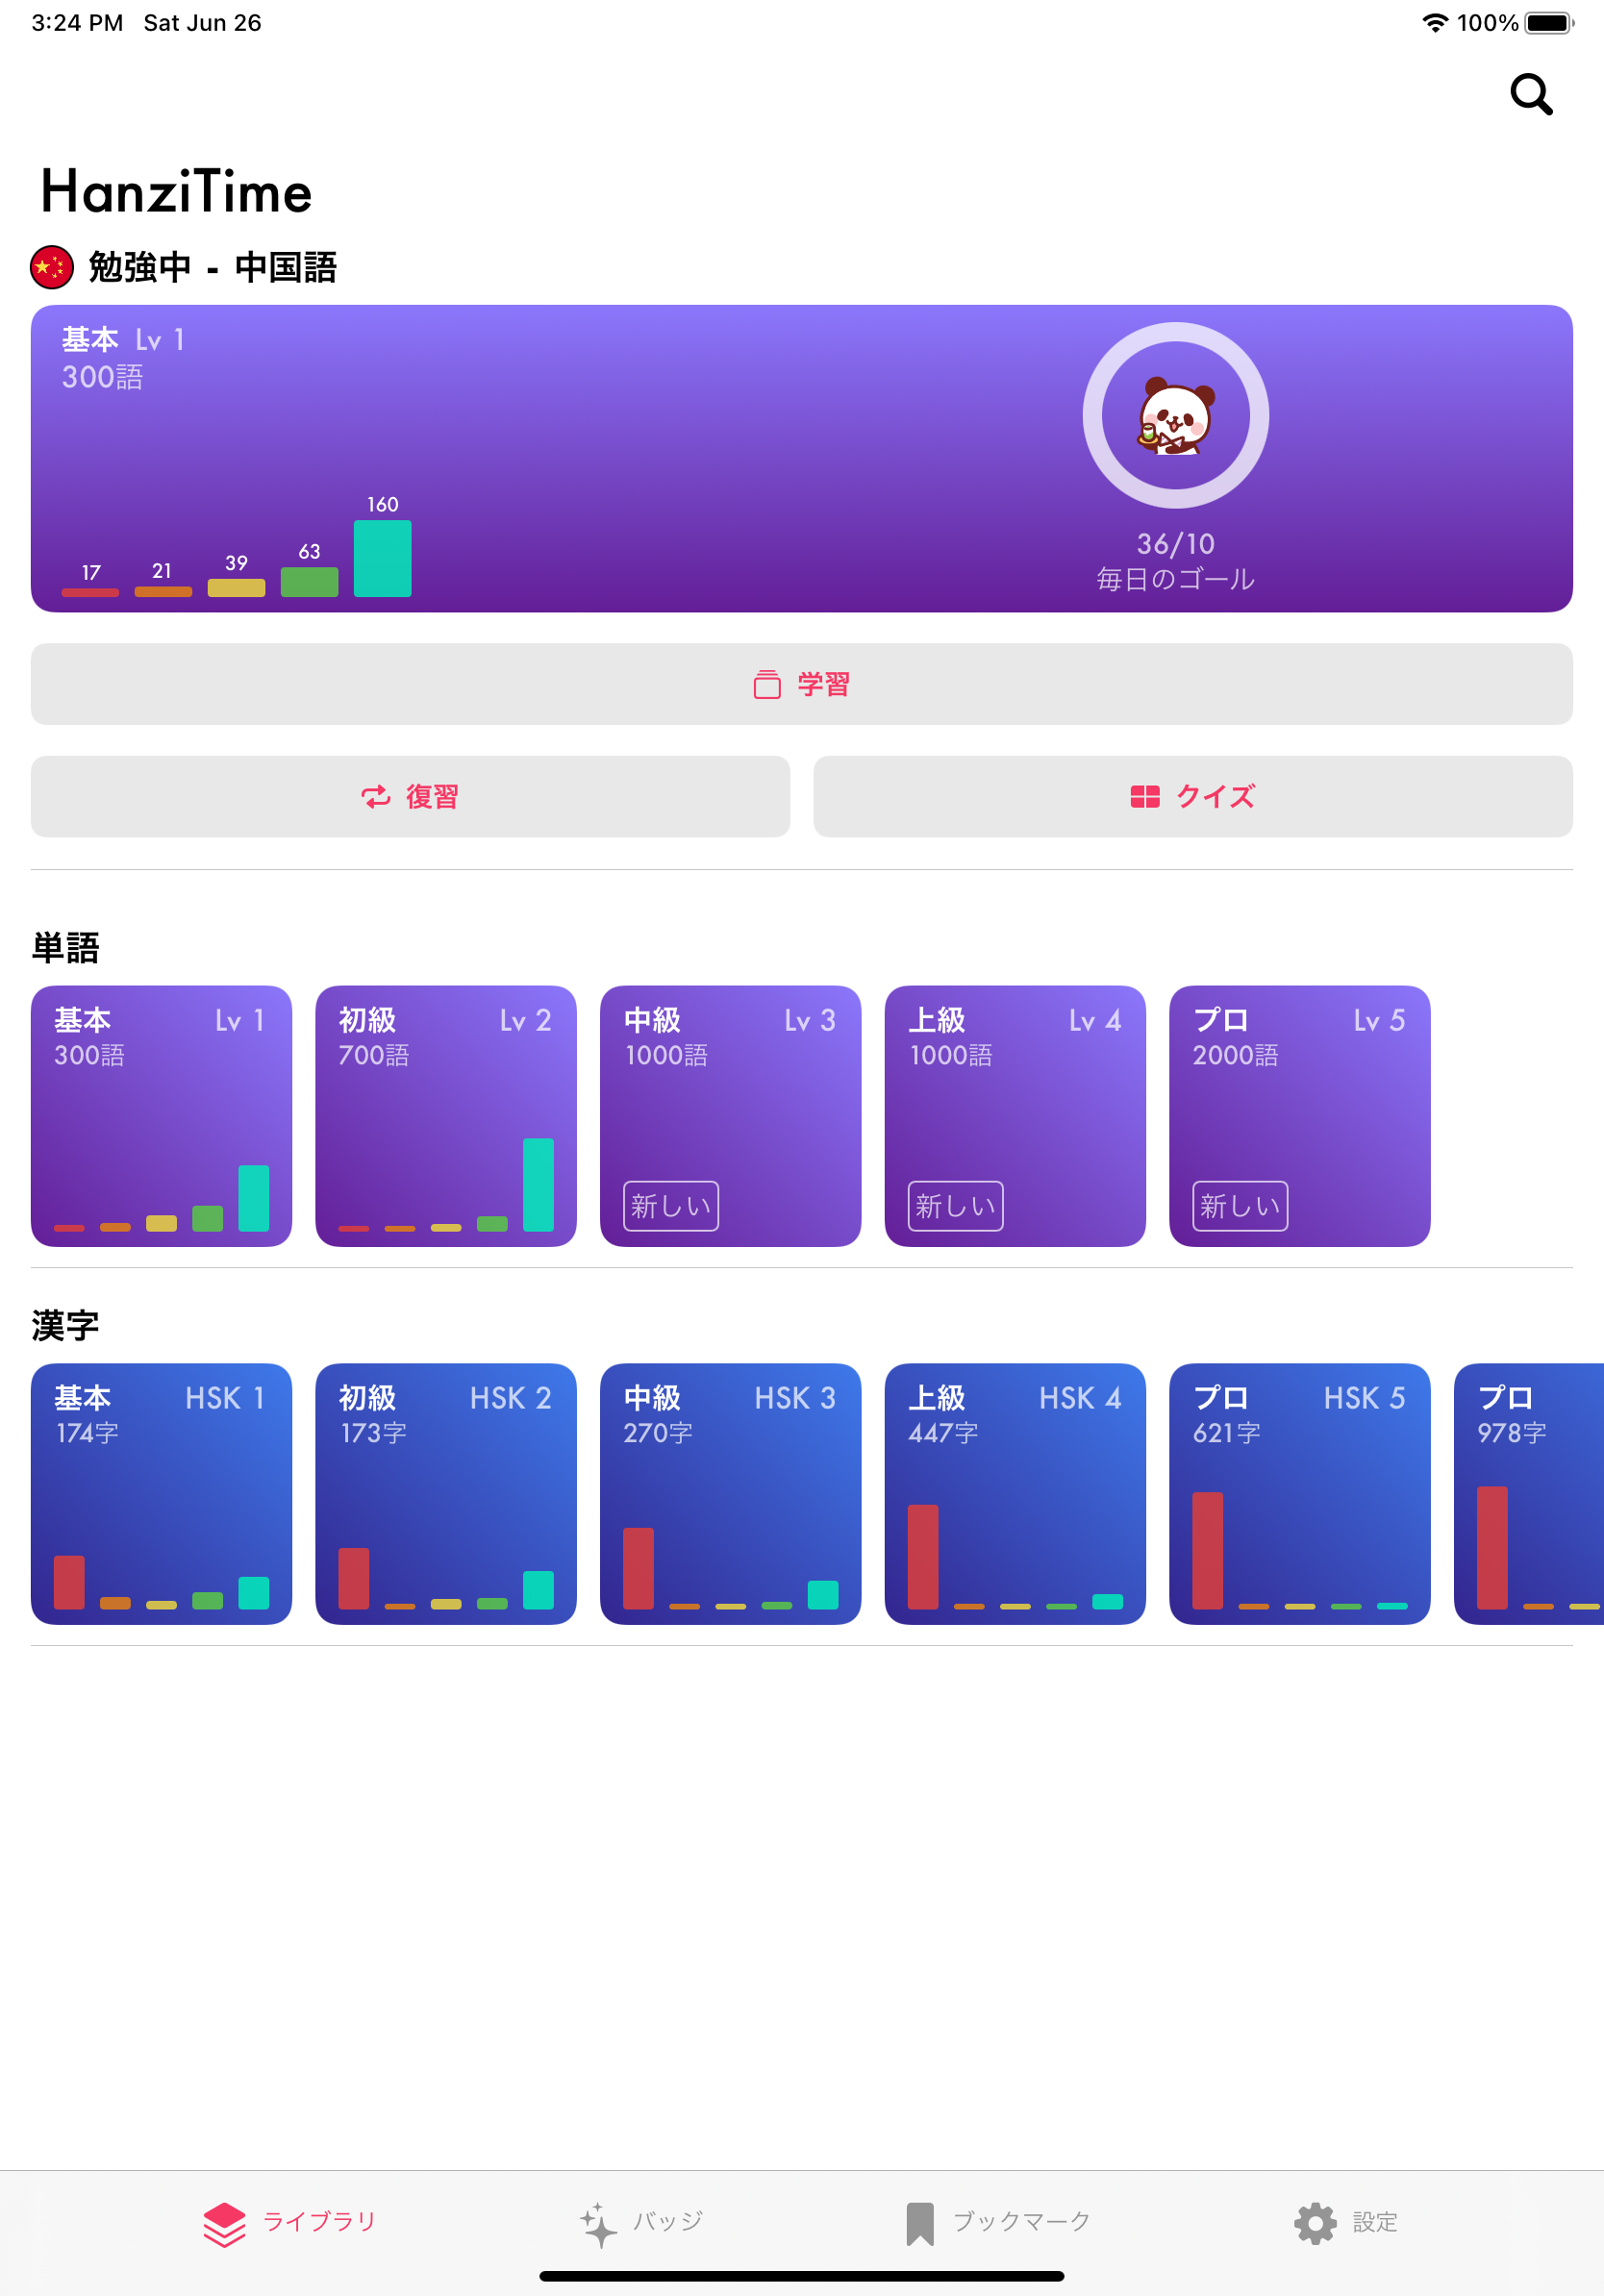 3:24 PM Sat Jun 26
100%
HanziTime
勉強中 - 中国語
基本 Lv 1
300語
17 21 39 63 160
36/10
毎日のゴール
学習
復習 クイズ
単語
基本 Lv 1 初級 Lv 2 中級 Lv 3 上級 Lv 4 プロ Lv 5
300語 700語 1000語 1000語 2000語
新しい 新しい 新しい
漢字
基本 HSK 1 初級 HSK 2 中級 HSK 3 上級 HSK 4 プロ HSK 5 プロ
174字 173字 270字 447字 621字 978字
ライブラリ バッジ ブックマーク 設定